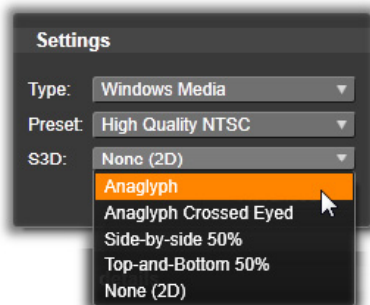 Settings
Type: Windows Media
Preset: High Quality NTSC
S3D: None (2D)
Anaglyph
Anaglyph Crossed Eyed
Side-by-side 50%
Top-and-Bottom 50%
None (2D)